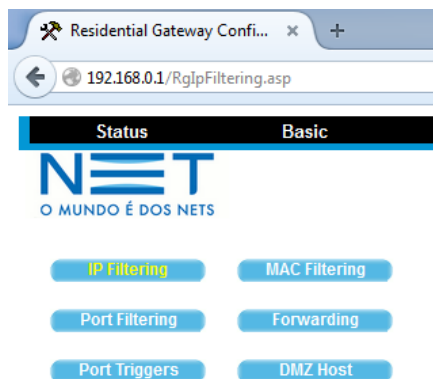 Residential Gateway Confi... × +
192.168.0.1/RgIpFiltering.asp
Status Basic
NET
O MUNDO É DOS NETS
IP Filtering MAC Filtering
Port Filtering Forwarding
Port Triggers DMZ Host